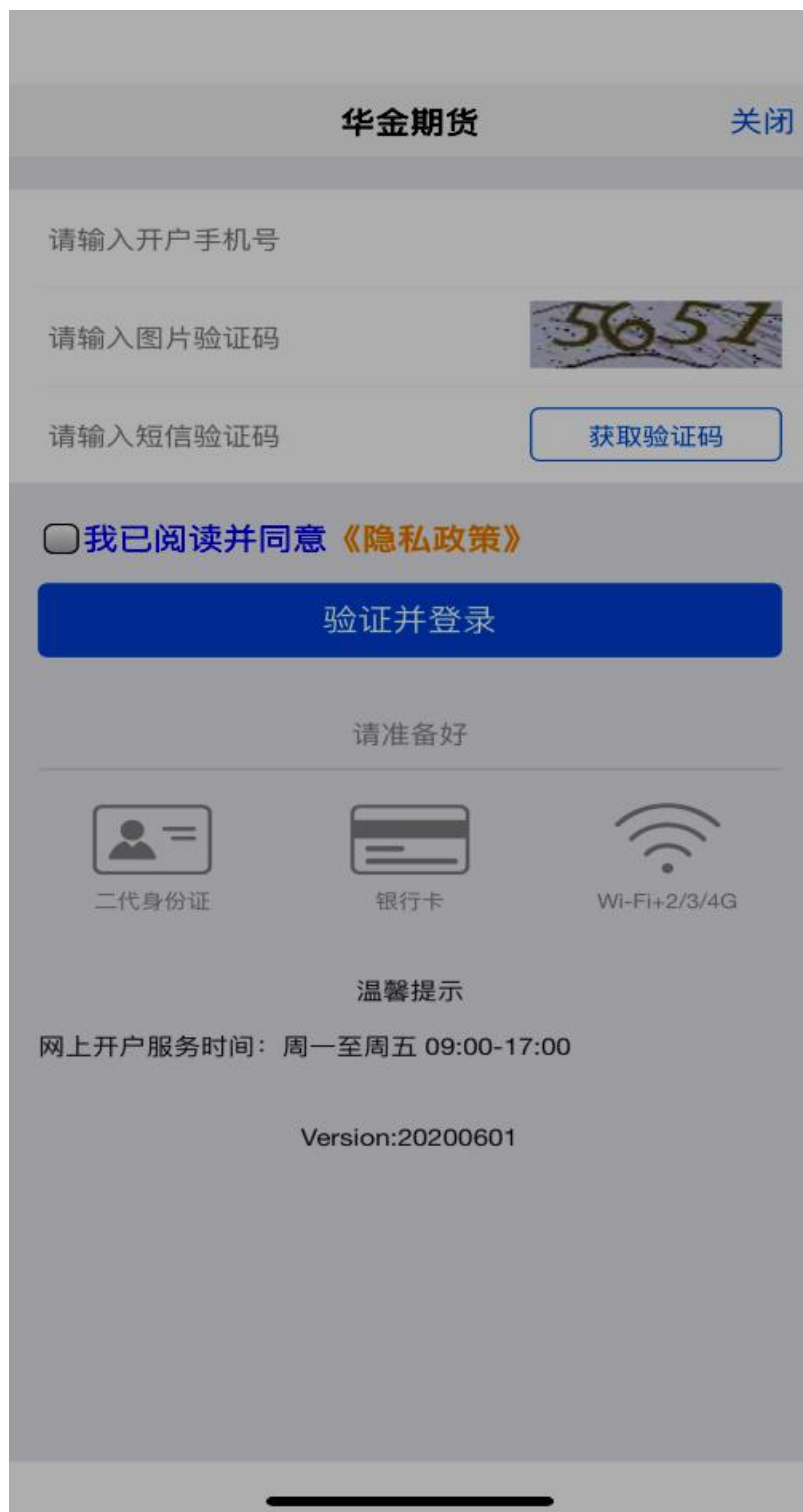 华金期货 关闭
请输入开户手机号
请输入图片验证码 5651
请输入短信验证码 获取验证码
我已阅读并同意《隐私政策》
验证并登录
请准备好
二代身份证 银行卡 Wi-Fi+2/3/4G
温馨提示
网上开户服务时间：周一至周五 09:00-17:00
Version:20200601